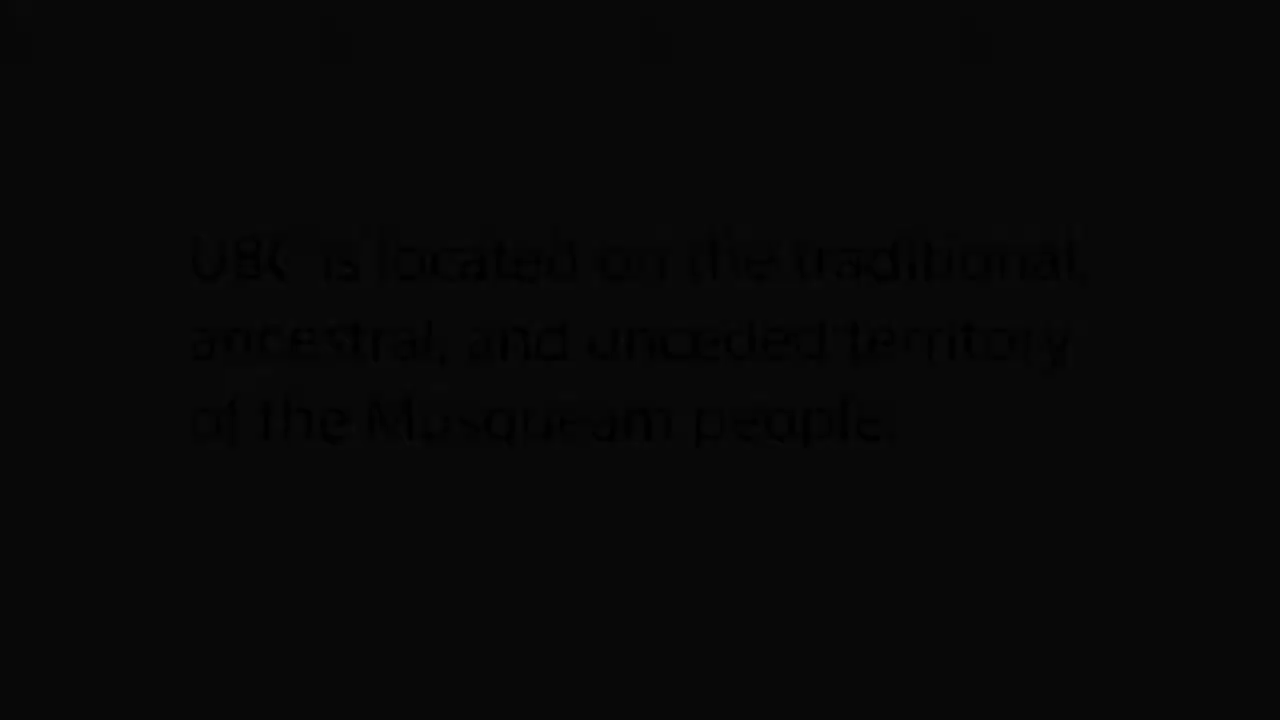 UBC is located on the traditional,
ancestral, and unceded territory
of the Musqueam people.